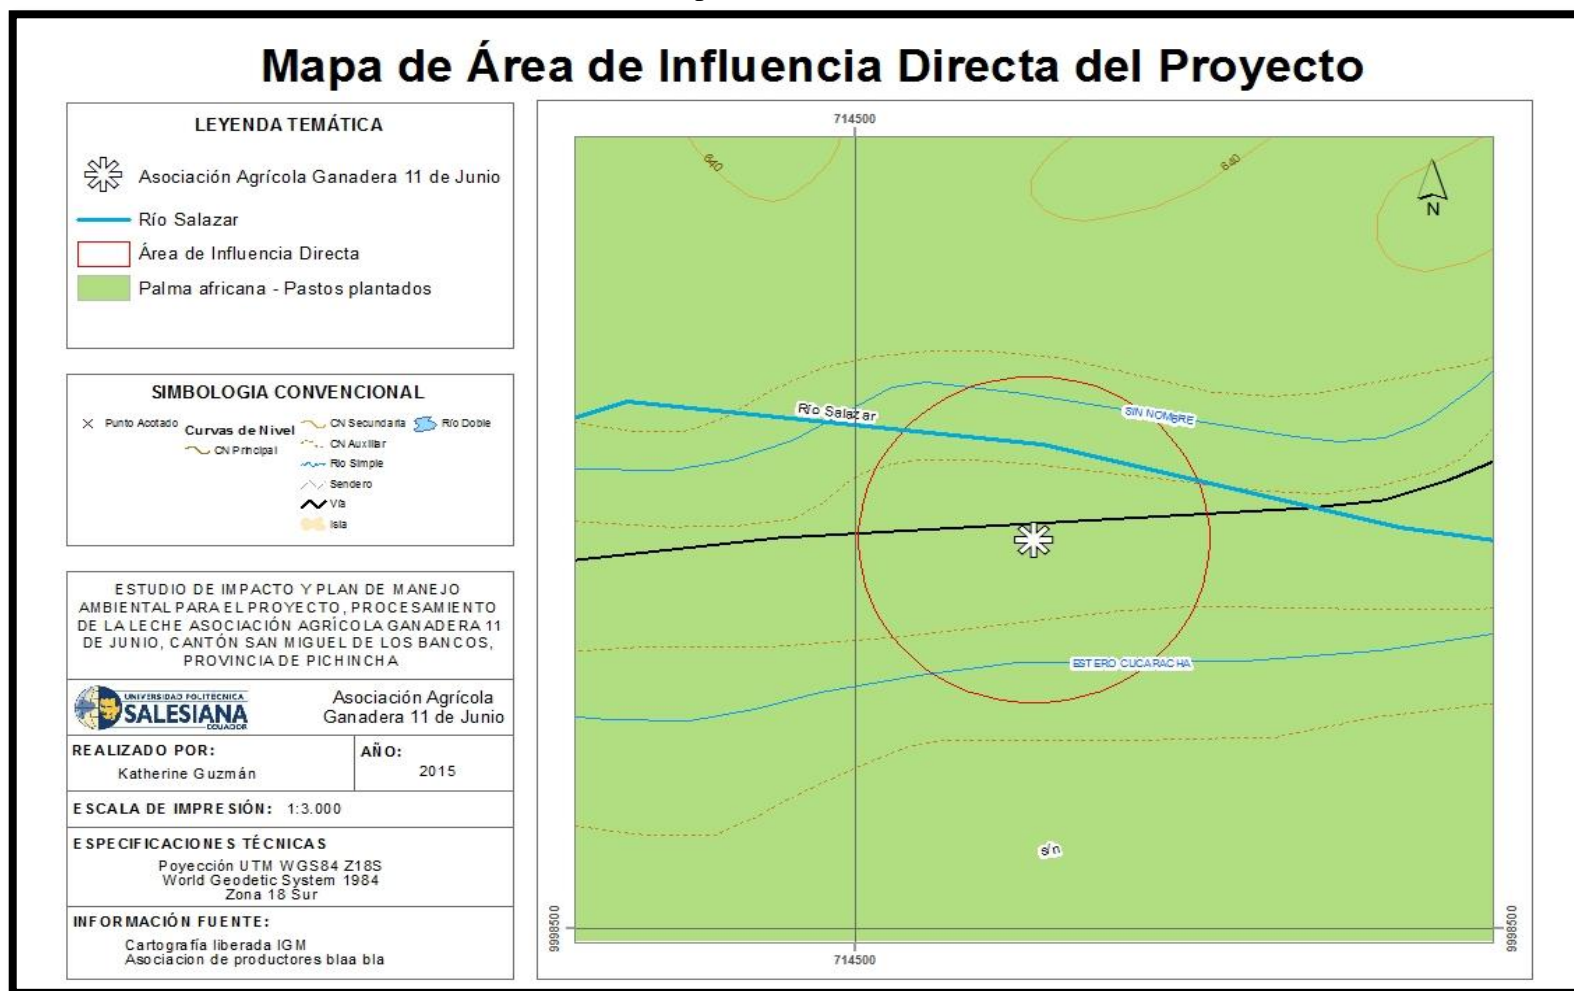 Mapa de Área de Influencia Directa del Proyecto
LEYENDA TEMÁTICA
Asociación Agrícola Ganadera 11 de Junio
Río Salazar
Área de Influencia Directa
Palma africana - Pastos plantados
SIMBOLOGIA CONVENCIONAL
Punto Acotado
Curvas de Nivel
CN Principal
CN Secundaria
CN Auxiliar
Río Simple
Sendero
Vía
Isla
Río Doble
ESTUDIO DE IMPACTO Y PLAN DE MANEJO
AMBIENTAL PARA EL PROYECTO, PROCESAMIENTO
DE LA LECHE ASOCIACIÓN AGRÍCOLA GANADERA 11
DE JUNIO, CANTÓN SAN MIGUEL DE LOS BANCOS,
PROVINCIA DE PICHINCHA
UNIVERSIDAD POLITECNICA
SALESIANA
ECUADOR
Asociación Agrícola
Ganadera 11 de Junio
REALIZADO POR:
Katherine Guzmán
AÑO:
2015
ESCALA DE IMPRESIÓN: 1:3.000
ESPECIFICACIONES TÉCNICAS
Poyección UTM WGS84 Z18S
World Geodetic System 1984
Zona 18 Sur
INFORMACIÓN FUENTE:
Cartografía liberada IGM
Asociacion de productores blaa bla
714500
640
840
N
Río Salazar
SIN NOMBRE
ESTERO CUCARACHA
s/n
9998500
9998500
714500